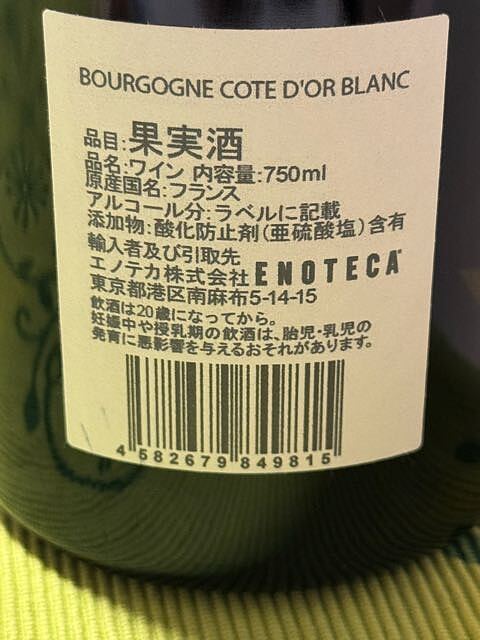 BOURGOGNE COTE D'OR BLANC
品目:果実酒
品名:ワイン 内容量:750ml
原産国名:フランス
アルコール分:ラベルに記載
添加物:酸化防止剤(亜硫酸塩)含有
輸入者及び引取先
エノテカ株式会社 ENOTECA
東京都港区南麻布5-14-15
飲酒は20歳になってから。
妊娠中や授乳期の飲酒は、胎児・乳児の
発育に悪影響を与えるおそれがあります。
4 582679 849815